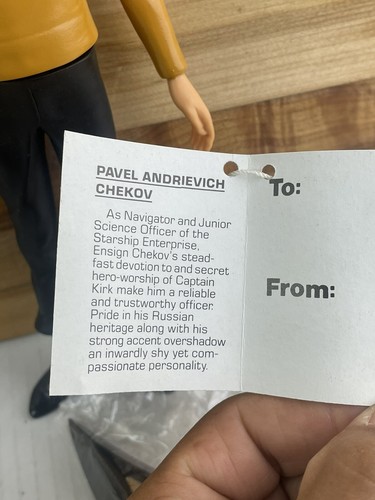 PAVEL ANDRIEVICH
CHEKOV
As Navigator and Junior
Science Officer of the
Starship Enterprise,
Ensign Chekov's stead-
fast devotion to and secret
hero-worship of Captain
Kirk make him a reliable
and trustworthy officer.
Pride in his Russian
heritage along with his
strong accent overshadow
an inwardly shy yet com-
passionate personality.
To:
From: